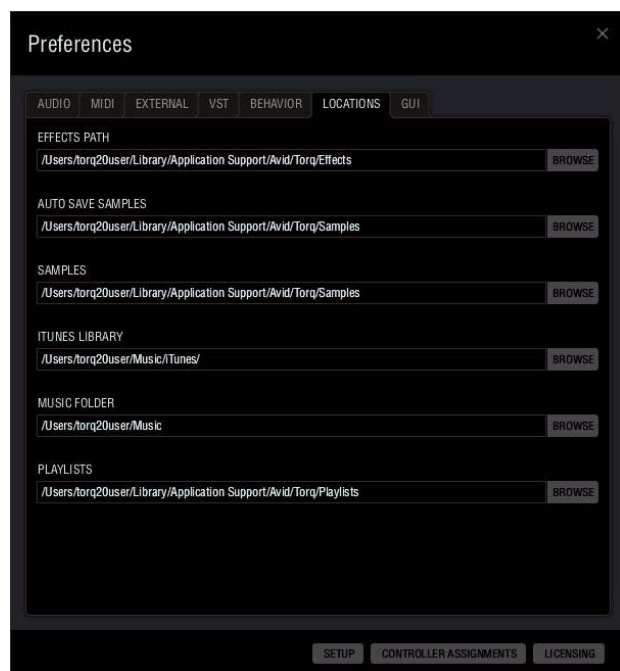 Preferences
AUDIO MIDI EXTERNAL VST BEHAVIOR LOCATIONS GUI
EFFECTS PATH
/Users/torq20user/Library/Application Support/Avid/Torq/Effects BROWSE
AUTO SAVE SAMPLES
/Users/torq20user/Library/Application Support/Avid/Torq/Samples BROWSE
SAMPLES
/Users/torq20user/Library/Application Support/Avid/Torq/Samples BROWSE
ITUNES LIBRARY
/Users/torq20user/Music/iTunes/ BROWSE
MUSIC FOLDER
/Users/torq20user/Music BROWSE
PLAYLISTS
/Users/torq20user/Library/Application Support/Avid/Torq/Playlists BROWSE
SETUP CONTROLLER ASSIGNMENTS LICENSING